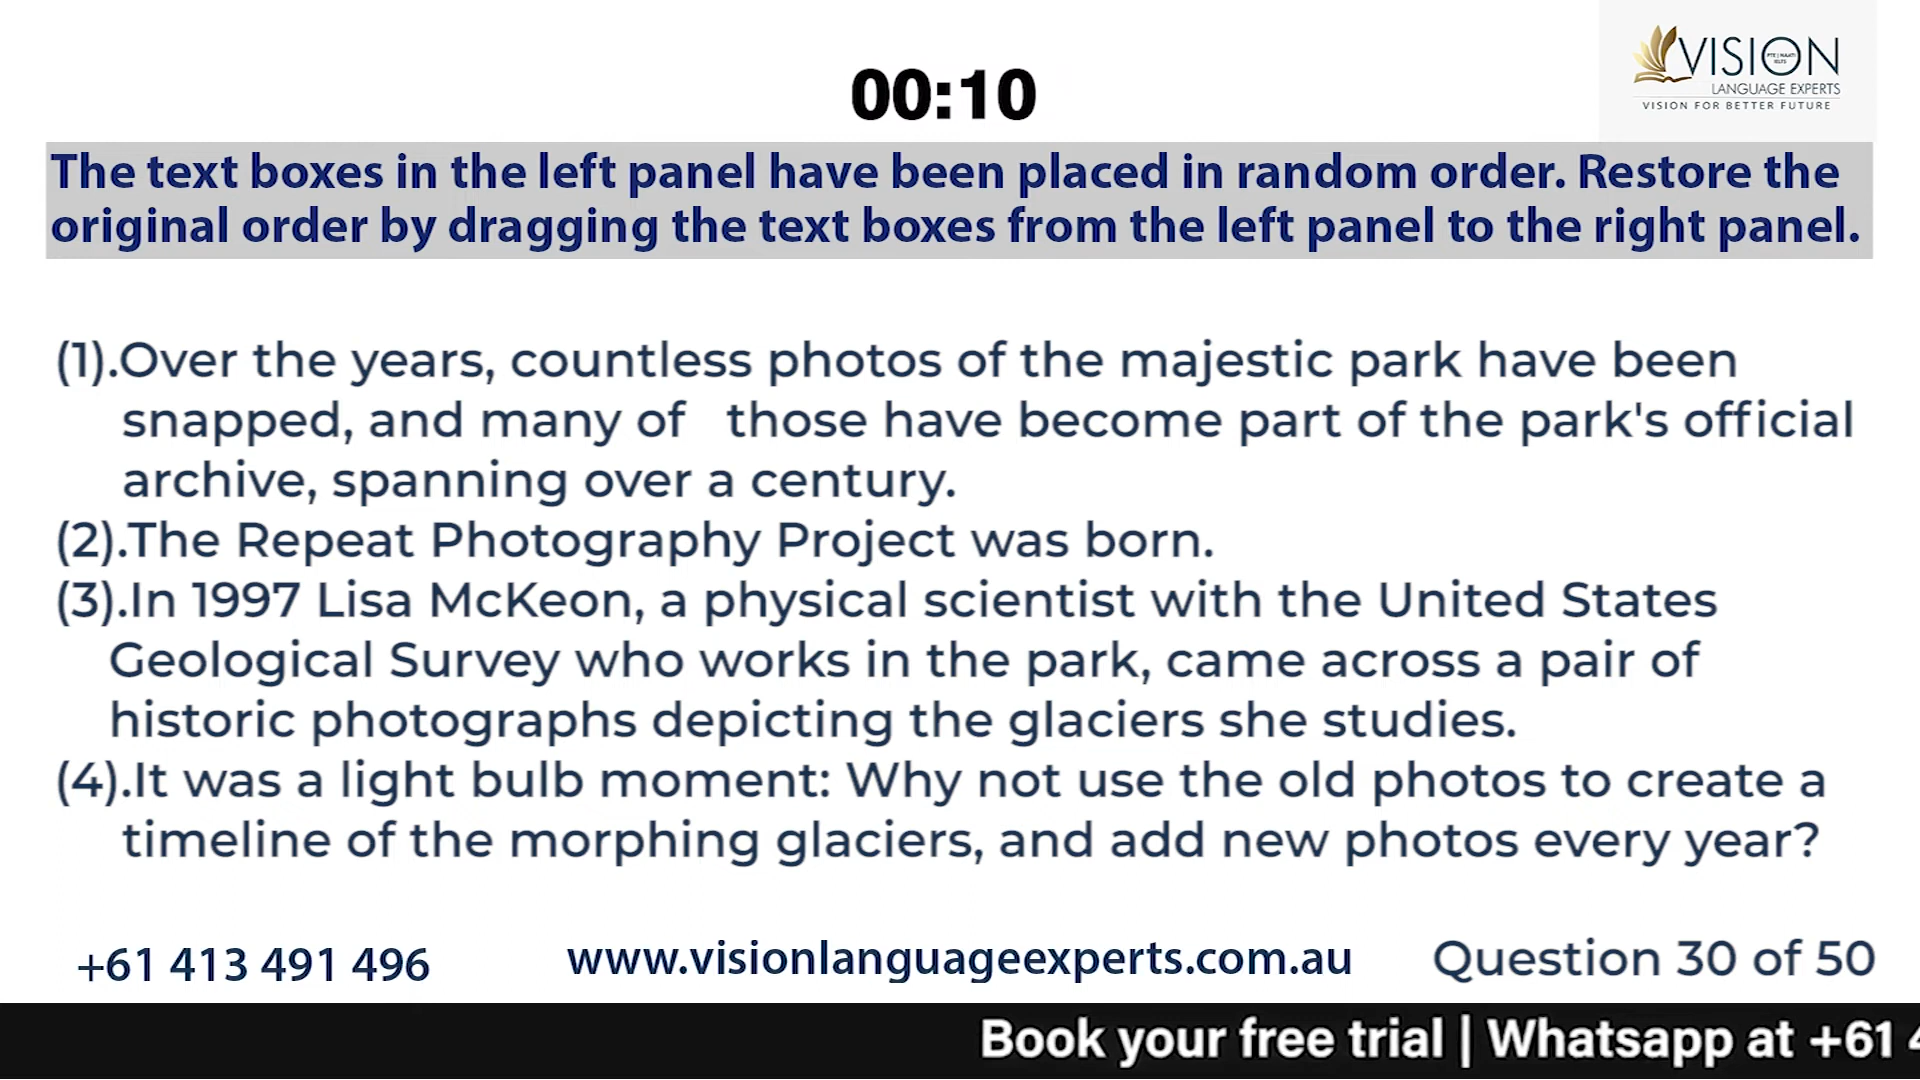 VISION
PTE | NAATI
IELTS
LANGUAGE EXPERTS
VISION FOR BETTER FUTURE
00:10
The text boxes in the left panel have been placed in random order. Restore the
original order by dragging the text boxes from the left panel to the right panel.
(1).Over the years, countless photos of the majestic park have been
snapped, and many of those have become part of the park's official
archive, spanning over a century.
(2).The Repeat Photography Project was born.
(3).In 1997 Lisa McKeon, a physical scientist with the United States
Geological Survey who works in the park, came across a pair of
historic photographs depicting the glaciers she studies.
(4).It was a light bulb moment: Why not use the old photos to create a
timeline of the morphing glaciers, and add new photos every year?
+61 413 491 496 www.visionlanguageexperts.com.au Question 30 of 50
Book your free trial | Whatsapp at +61 4